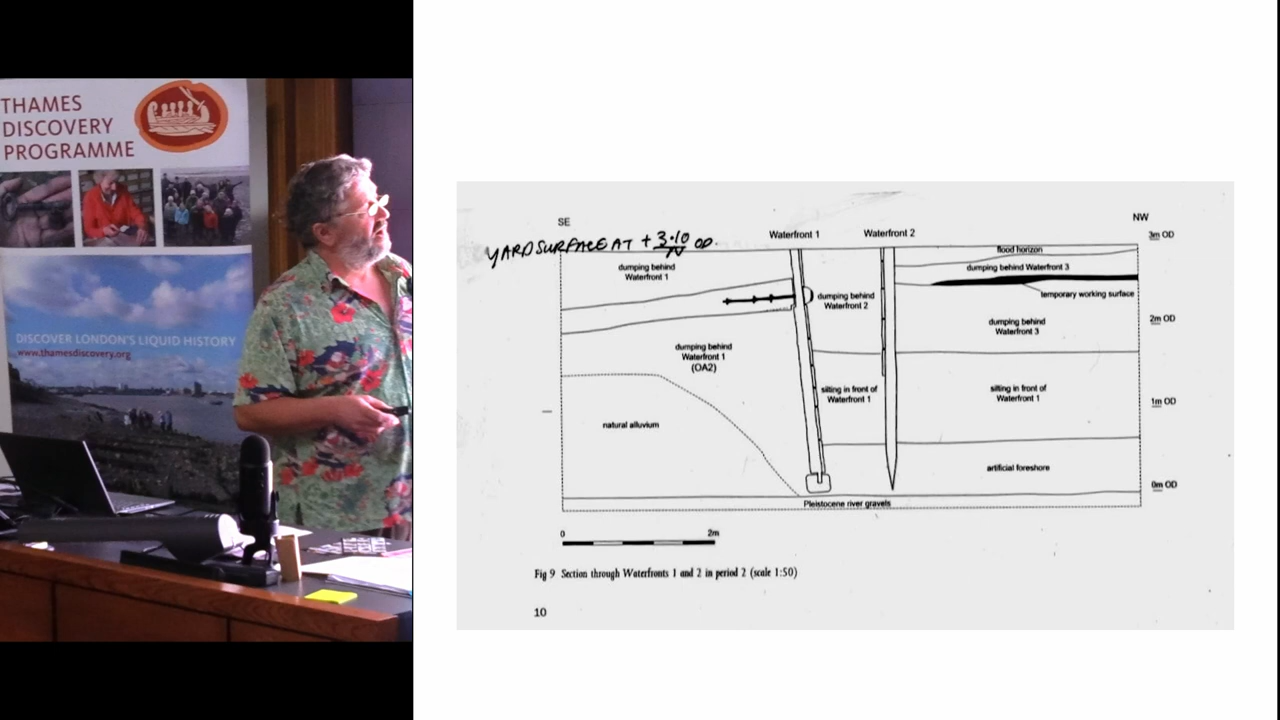 THAMES
DISCOVERY
PROGRAMME
DISCOVER LONDON'S LIQUID HISTORY
www.thamesdiscovery.org
SE
NW
YARD SURFACE AT + 3·10 OD.
Waterfront 1
Waterfront 2
3m OD
flood horizon
dumping behind
Waterfront 1
dumping behind Waterfront 3
temporary working surface
dumping behind
Waterfront 2
2m OD
dumping behind
Waterfront 3
dumping behind
Waterfront 1
(OA2)
silting in front of
Waterfront 1
silting in front of
Waterfront 1
1m OD
natural alluvium
artificial foreshore
0m OD
Pleistocene river gravels
0
2m
Fig 9 Section through Waterfronts 1 and 2 in period 2 (scale 1:50)
10